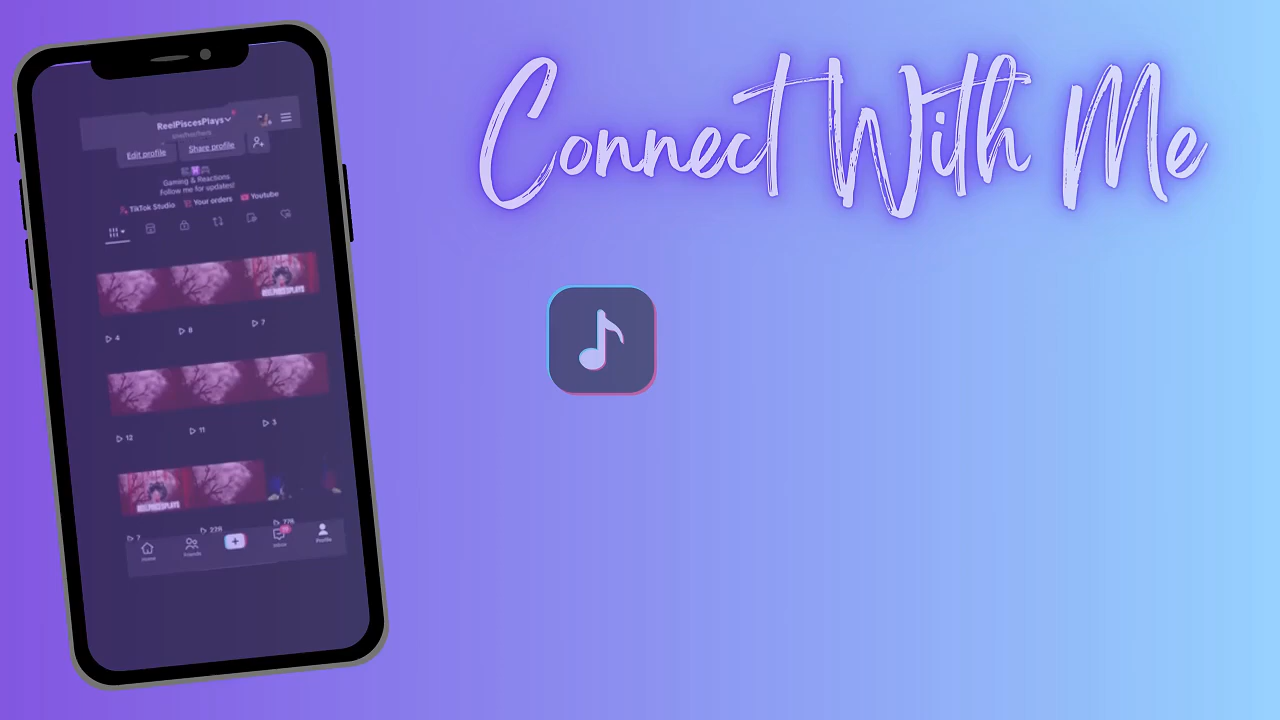 Connect With Me
ReelPiscesPlays
Edit profile
Share profile
Gaming & Reactions
Follow me for updates!
TikTok Studio
Your orders
Youtube
REELPISCESPLAYS
4
8
7
12
11
3
REELPISCESPLAYS
7
228
776
Home
Friends
Inbox
Profile